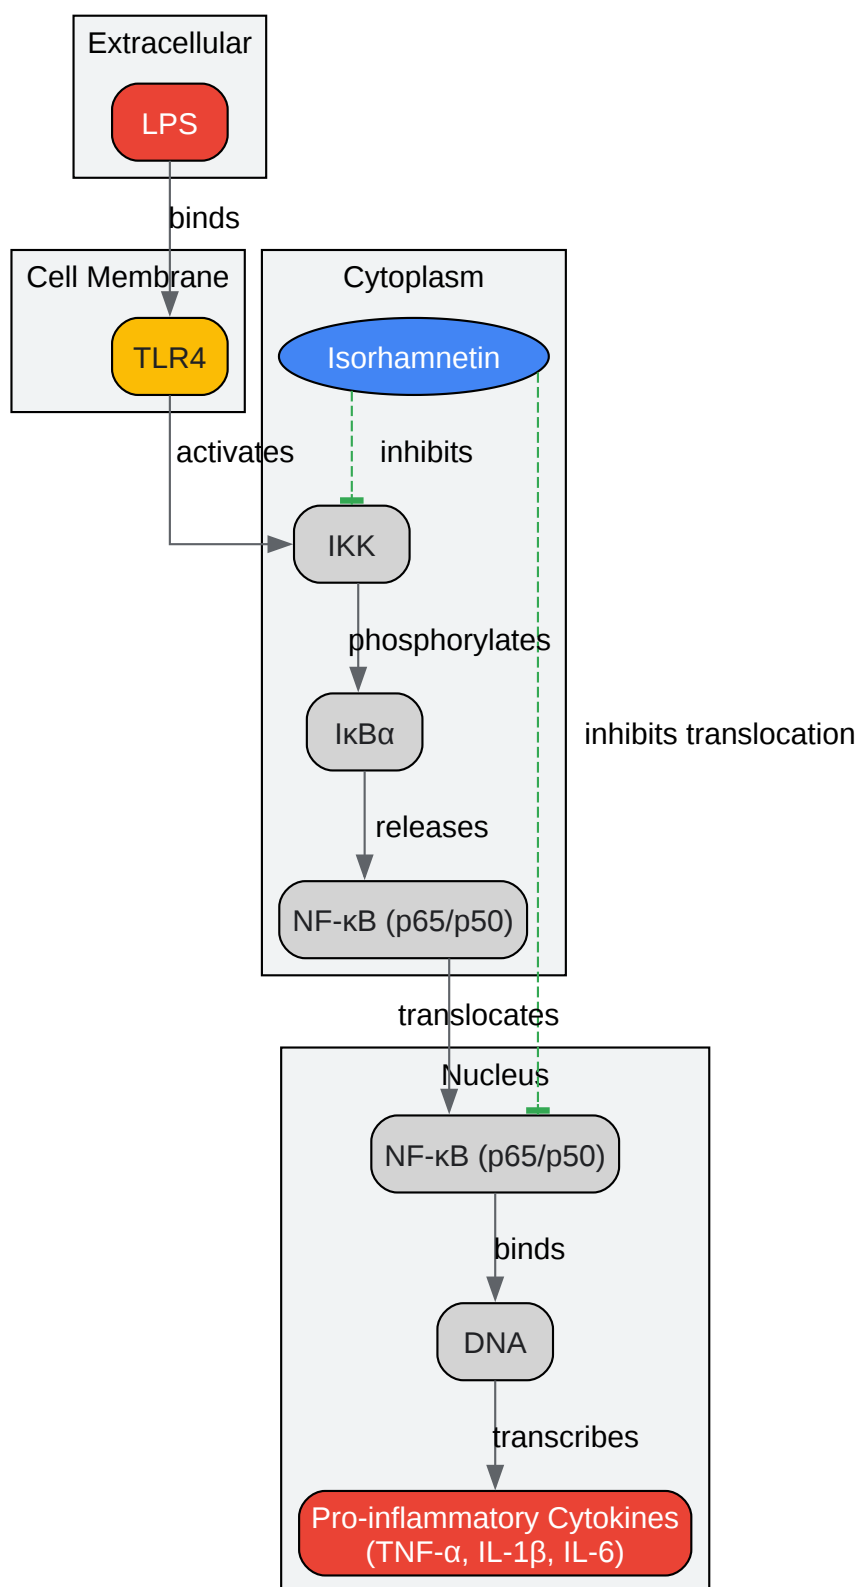 Extracellular
LPS
binds
Cell Membrane
Cytoplasm
TLR4
Isorhamnetin
activates
inhibits
IKK
phosphorylates
IκBα
inhibits translocation
releases
NF-κB (p65/p50)
translocates
Nucleus
NF-κB (p65/p50)
binds
DNA
transcribes
Pro-inflammatory Cytokines
(TNF-α, IL-1β, IL-6)